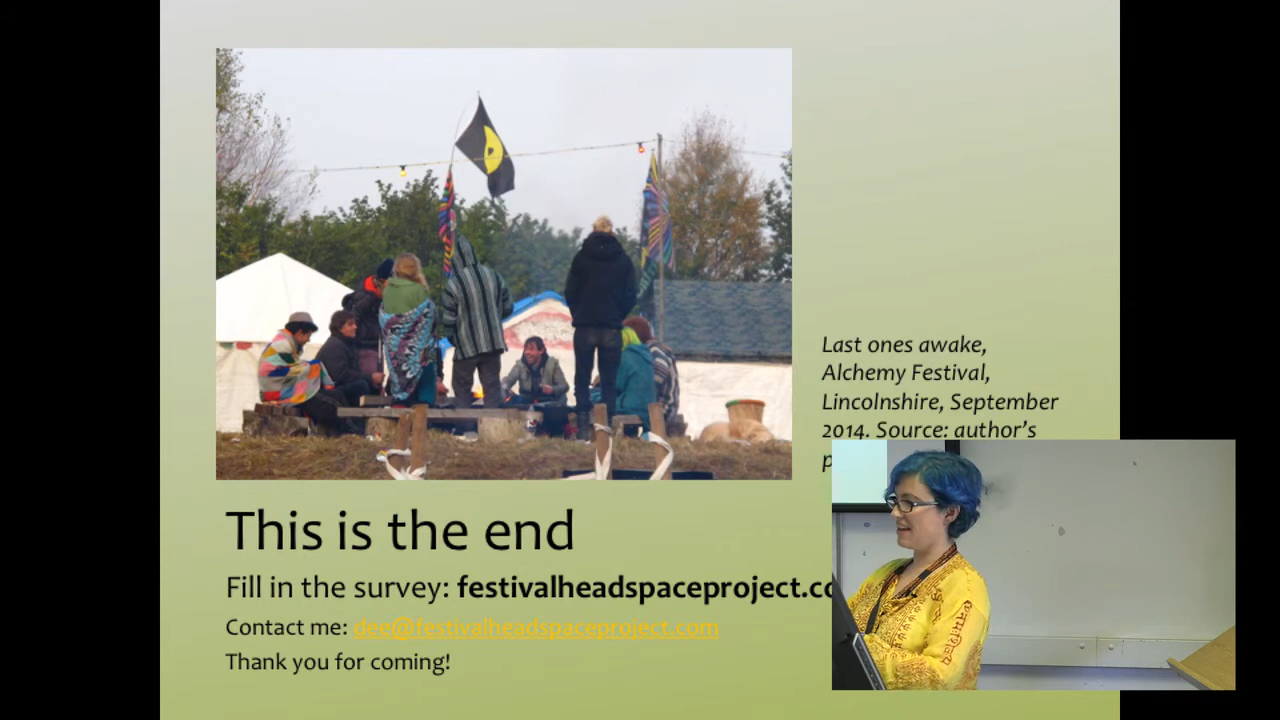 Last ones awake,
Alchemy Festival,
Lincolnshire, September
2014. Source: author's
This is the end
Fill in the survey: festivalheadspaceproject.co
Contact me: dee@festivalheadspaceproject.com
Thank you for coming!